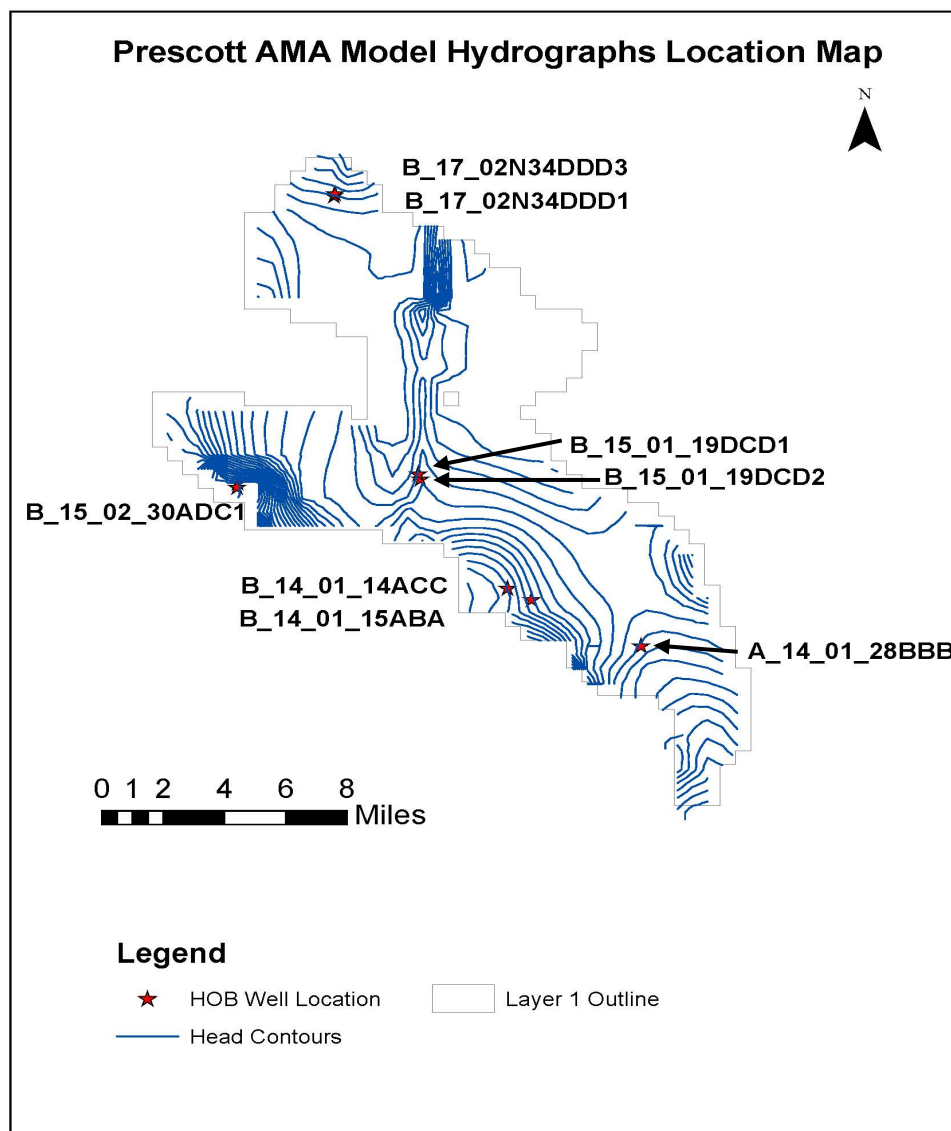 Prescott AMA Model Hydrographs Location Map
N
B_17_02N34DDD3
B_17_02N34DDD1
B_15_01_19DCD1
B_15_01_19DCD2
B_15_02_30ADC1
B_14_01_14ACC
B_14_01_15ABA
A_14_01_28BBB
0 1 2 4 6 8
Miles
Legend
HOB Well Location
Layer 1 Outline
Head Contours